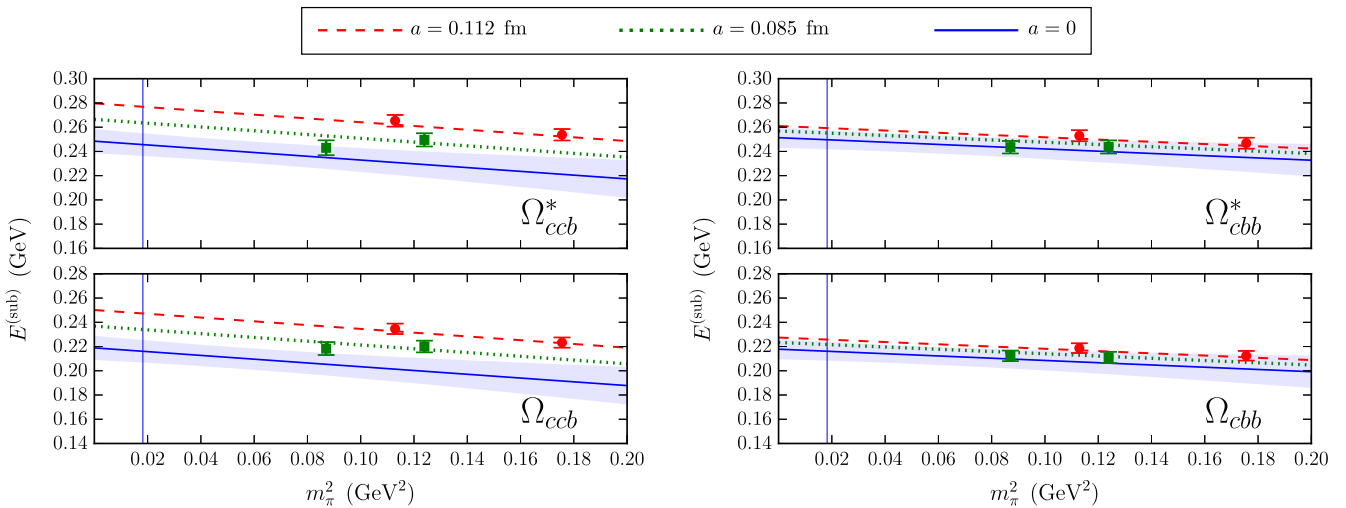 a = 0.112 fm a = 0.085 fm a = 0
0.30 0.30
0.28 0.28
0.26 0.26
0.24 0.24
0.22 0.22
0.20 0.20
0.18 0.18
0.16 0.16
Ω*ccb Ω*cbb
E(sub) (GeV) E(sub) (GeV)
0.28 0.28
0.26 0.26
0.24 0.24
0.22 0.22
0.20 0.20
0.18 0.18
0.16 0.16
0.14 0.14
Ωccb Ωcbb
0.02 0.04 0.06 0.08 0.10 0.12 0.14 0.16 0.18 0.20 0.02 0.04 0.06 0.08 0.10 0.12 0.14 0.16 0.18 0.20
m²π (GeV²) m²π (GeV²)